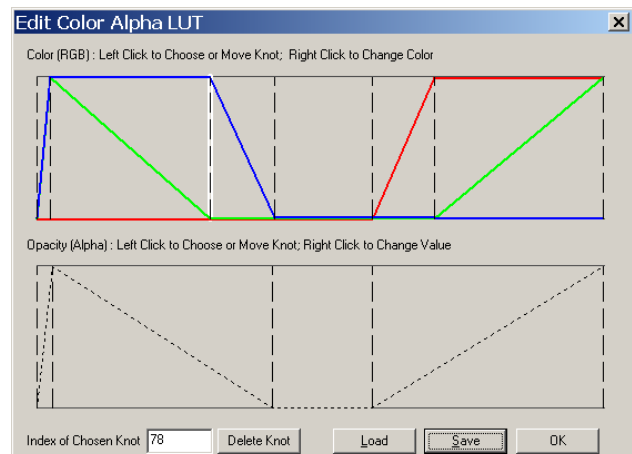 Edit Color Alpha LUT
Color (RGB) : Left Click to Choose or Move Knot;  Right Click to Change Color
Opacity (Alpha) : Left Click to Choose or Move Knot; Right Click to Change Value
Index of Chosen Knot 78 Delete Knot Load Save OK